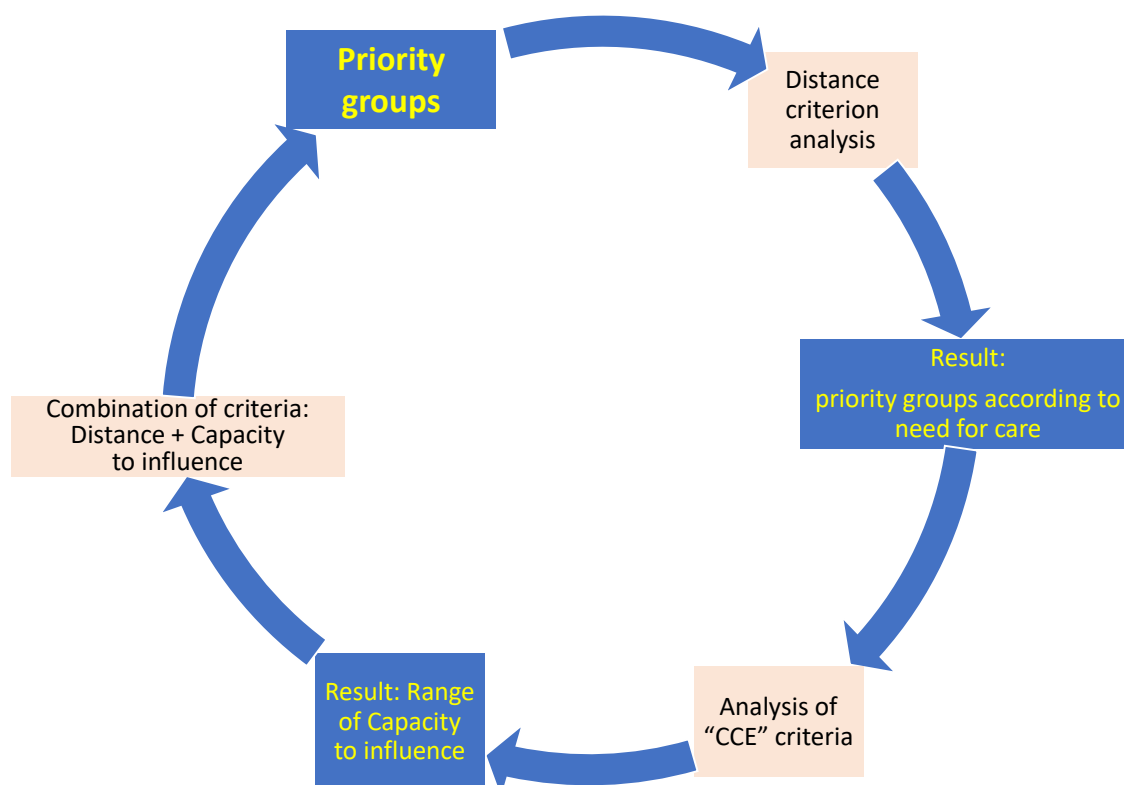 Priority
groups
Distance
criterion
analysis
Result:
priority groups according to
need for care
Analysis of
“CCE” criteria
Result: Range
of Capacity
to influence
Combination of criteria:
Distance + Capacity
to influence